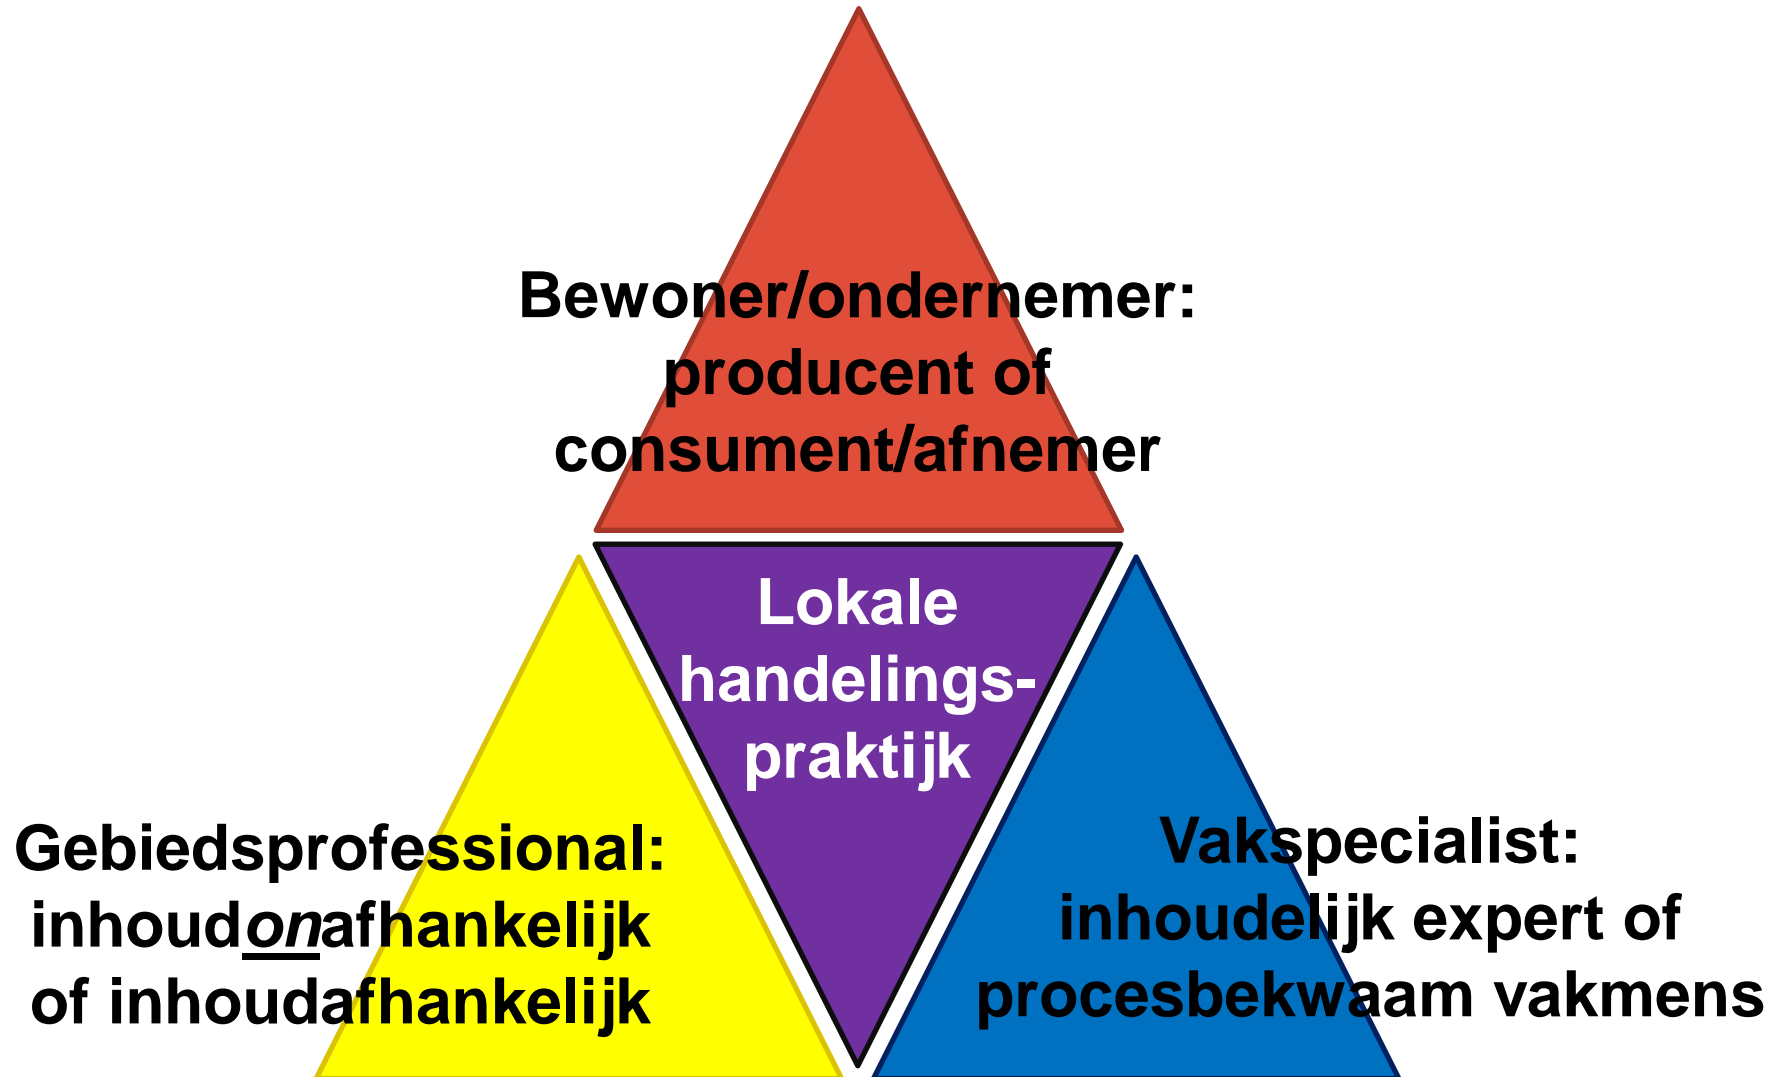 Bewoner/ondernemer:
producent of
consument/afnemer
Lokale
handelings-
praktijk
Gebiedsprofessional:
inhoudonafhankelijk
of inhoudafhankelijk
Vakspecialist:
inhoudelijk expert of
procesbekwaam vakmens